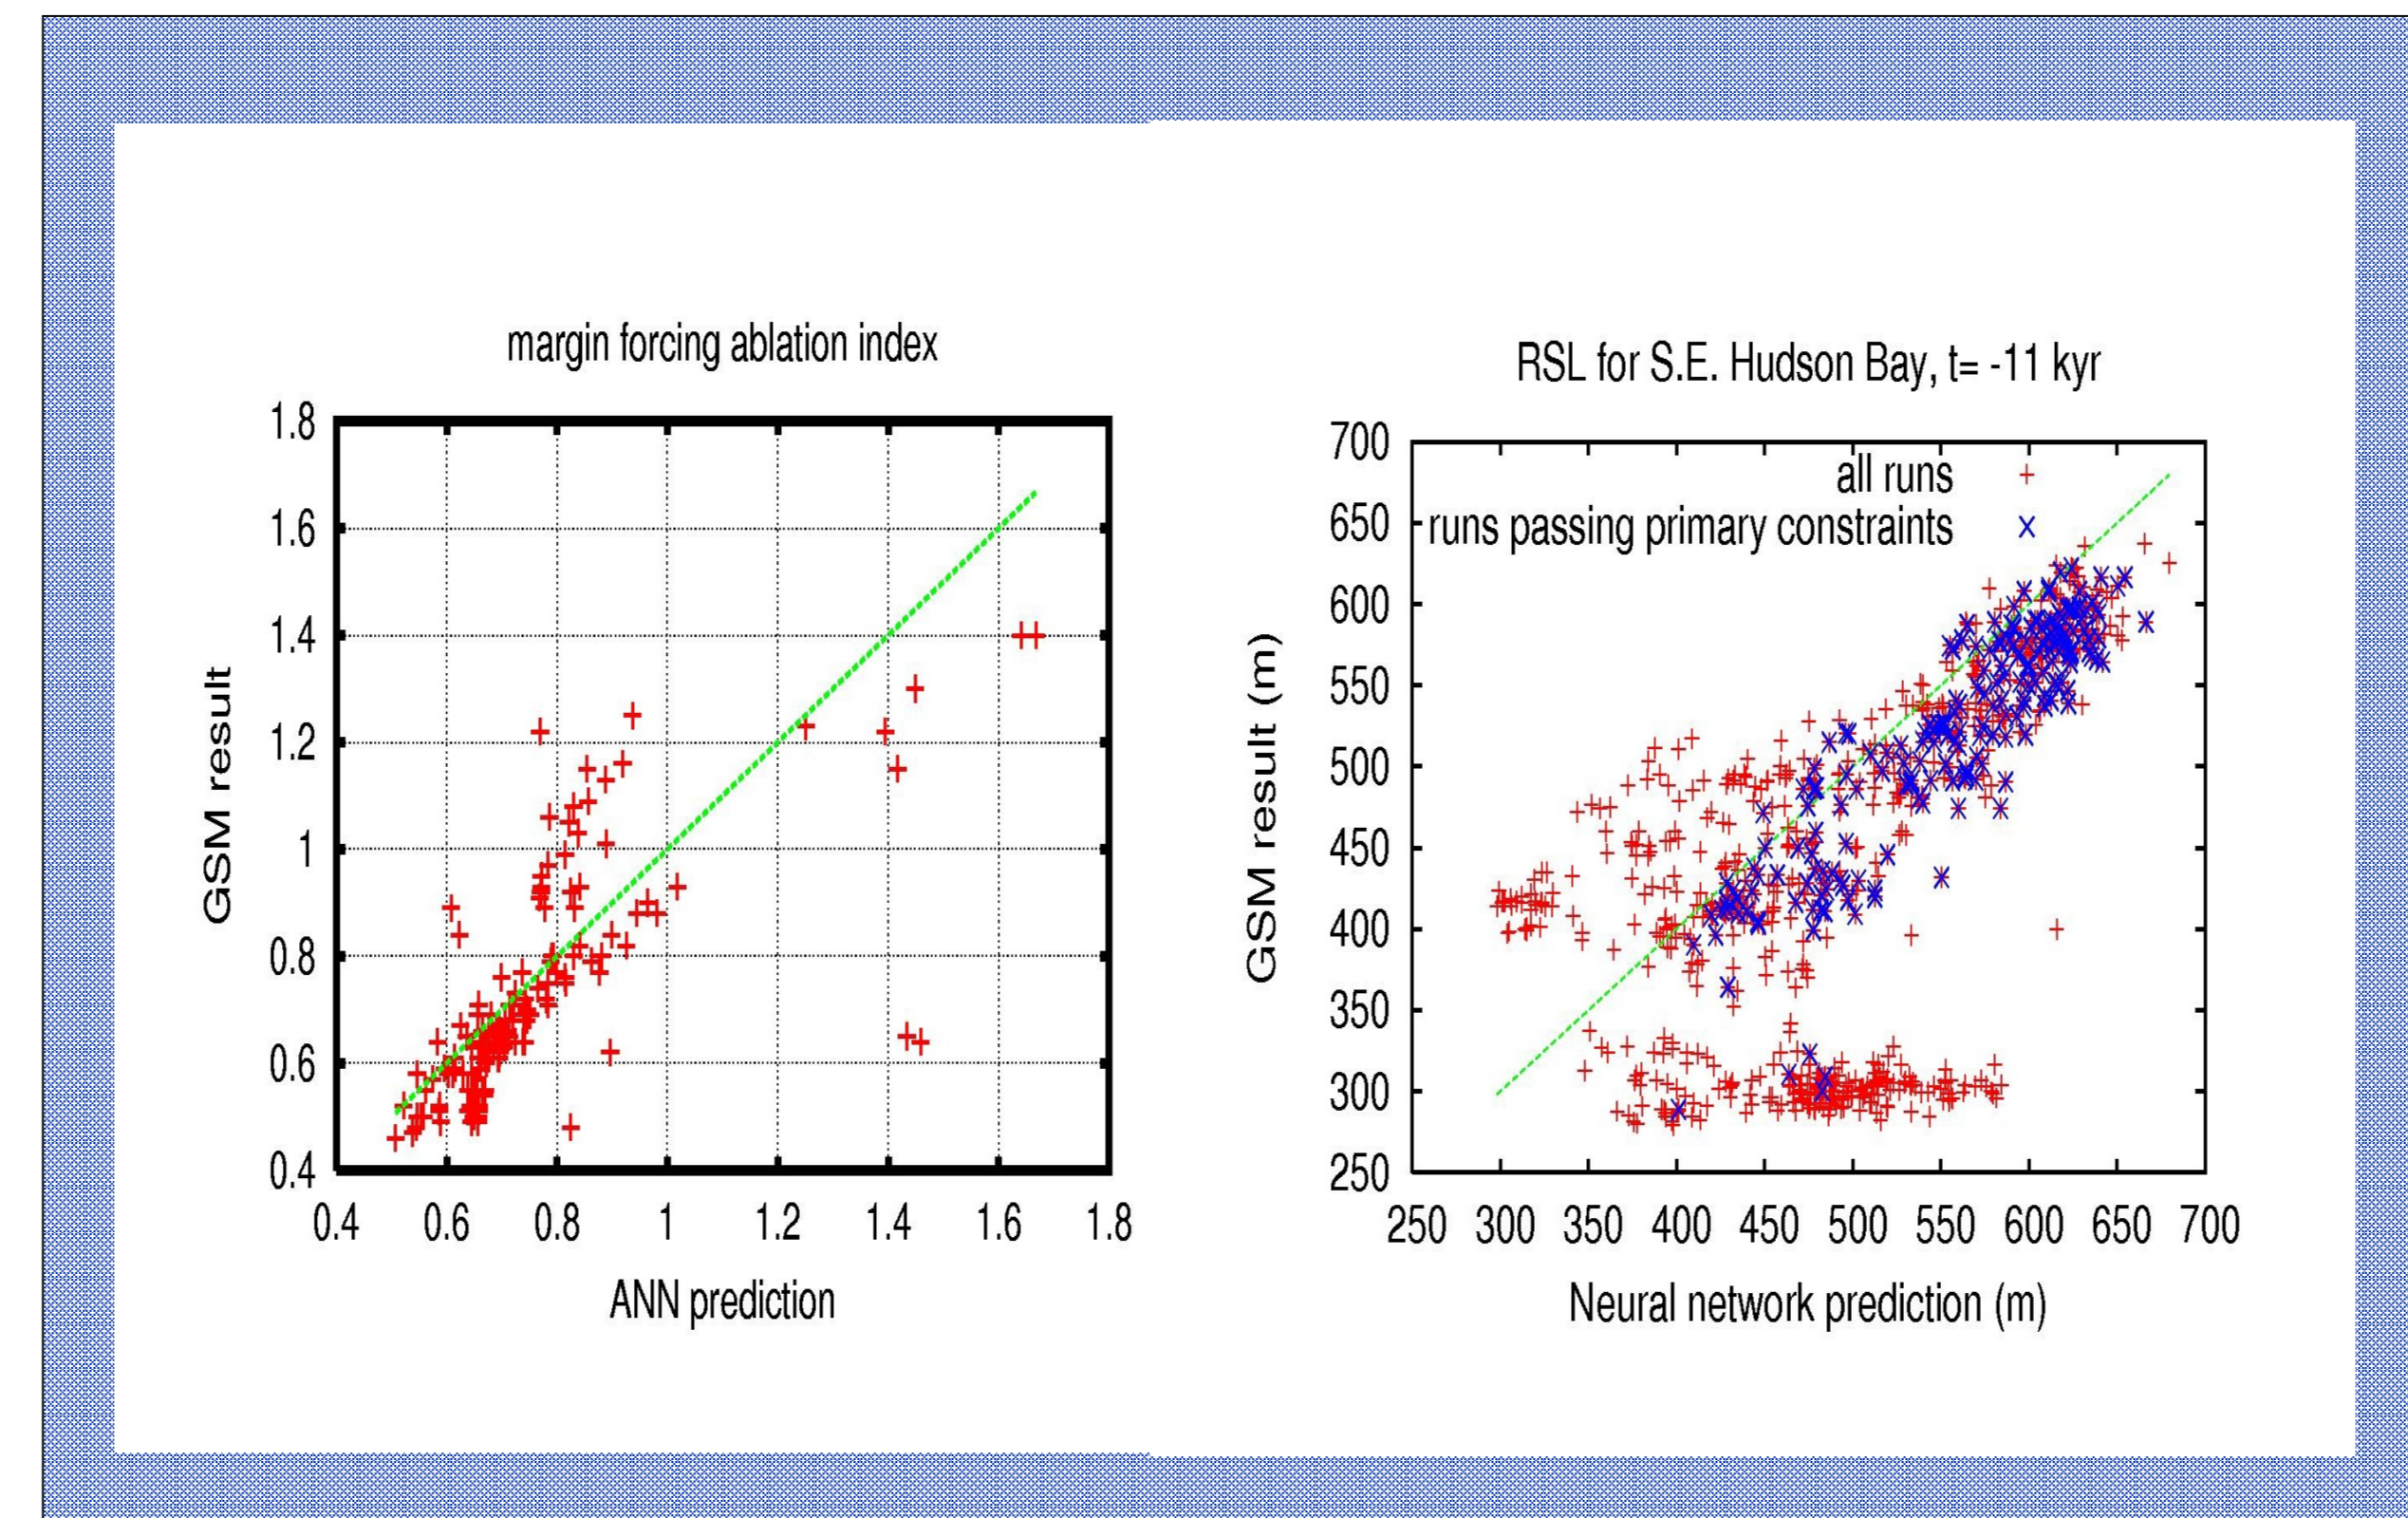 margin forcing ablation index
1.8
1.6
1.4
1.2
1
0.8
0.6
0.4
GSM result
0.4 0.6 0.8 1 1.2 1.4 1.6 1.8
ANN prediction
RSL for S.E. Hudson Bay, t= -11 kyr
all runs
runs passing primary constraints
700
650
600
550
500
450
400
350
300
250
GSM result (m)
250 300 350 400 450 500 550 600 650 700
Neural network prediction (m)